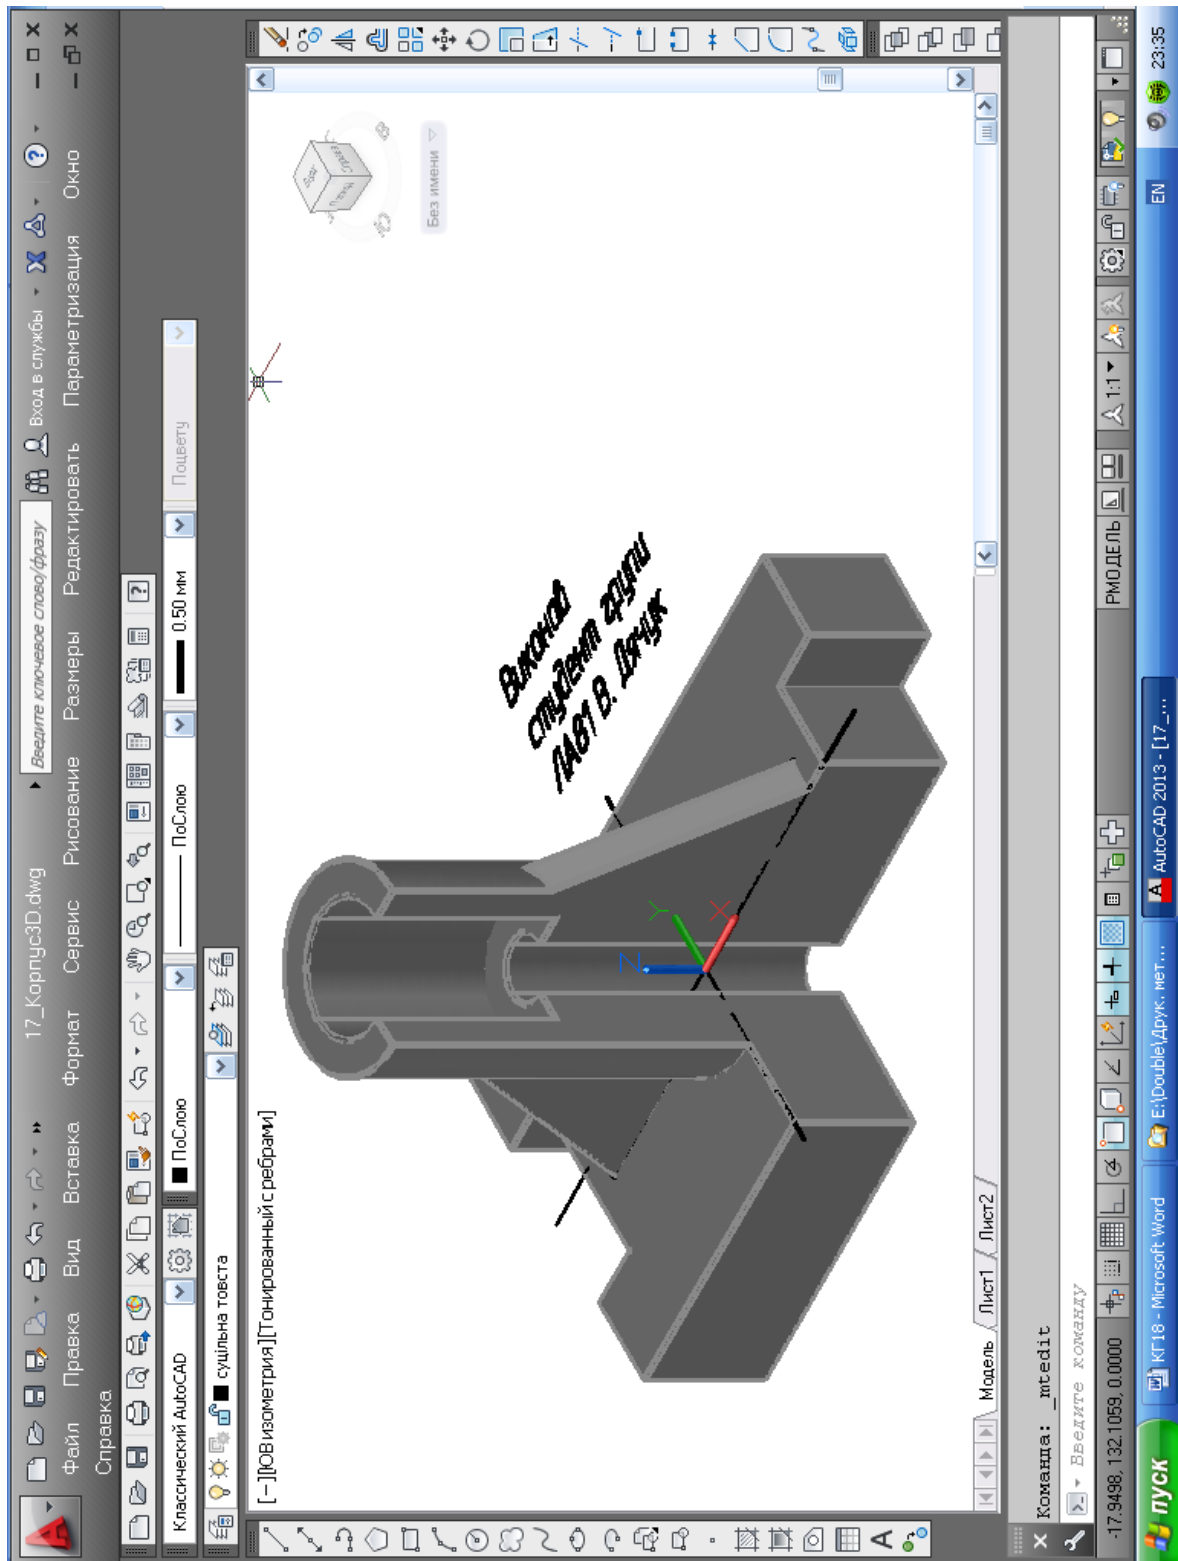 17_Корпус3D.dwg
Введите ключевое слово/фразу
Вход в службы
Файл Правка Вид Вставка Формат Сервис Рисование Размеры Редактировать Параметризация Окно
Справка
Классический AutoCAD
ПоСлою
ПоСлою
0.50 мм
Поцвету
суцільна товста
[−][ЮВ изометрия][Тонированный с ребрами]
Без имени
Виконав
студент групи
ЛА81 В. Дячук
Z
Y
X
Модель Лист1 Лист2
Команда: _mtedit
Введите команду
-17.9498, 132.1059, 0.0000
РМОДЕЛЬ
1:1
пуск
КГ18 - Microsoft Word
E:\Double\Друк. мет...
AutoCAD 2013 - [17_...
EN
23:35